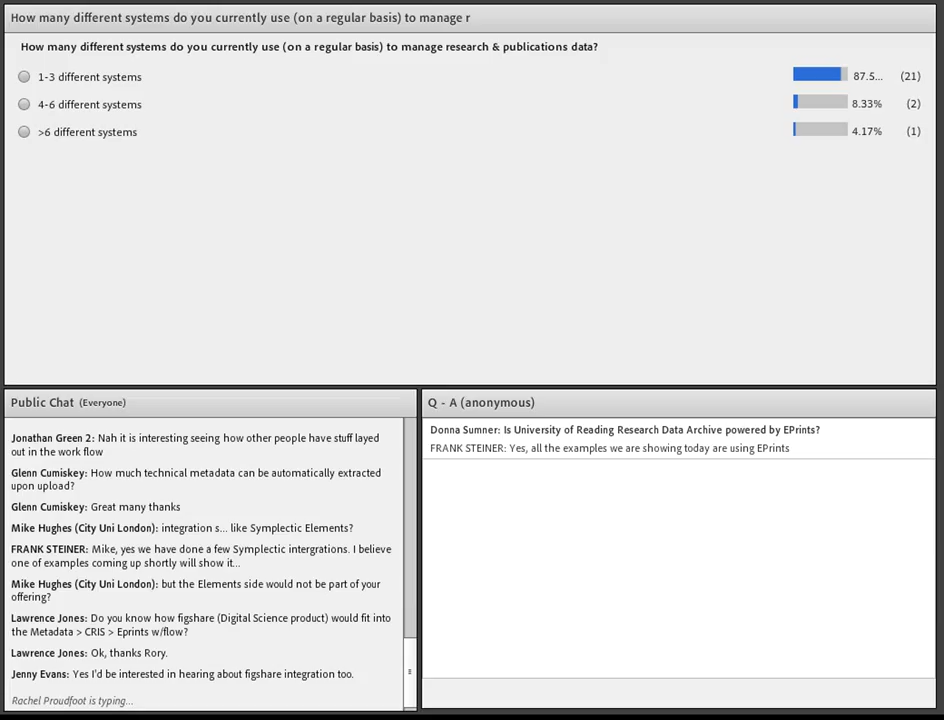 How many different systems do you currently use (on a regular basis) to manage r
How many different systems do you currently use (on a regular basis) to manage research & publications data?
1-3 different systems 87.5... (21)
4-6 different systems 8.33% (2)
>6 different systems 4.17% (1)
Public Chat (Everyone)
Jonathan Green 2: Nah it is interesting seeing how other people have stuff layed
out in the work flow
Glenn Cumiskey: How much technical metadata can be automatically extracted
upon upload?
Glenn Cumiskey: Great many thanks
Mike Hughes (City Uni London): integration s... like Symplectic Elements?
FRANK STEINER: Mike, yes we have done a few Symplectic intergrations. I believe
one of examples coming up shortly will show it...
Mike Hughes (City Uni London): but the Elements side would not be part of your
offering?
Lawrence Jones: Do you know how figshare (Digital Science product) would fit into
the Metadata > CRIS > Eprints w/flow?
Lawrence Jones: Ok, thanks Rory.
Jenny Evans: Yes I'd be interested in hearing about figshare integration too.
Rachel Proudfoot is typing...
Q - A (anonymous)
Donna Sumner: Is University of Reading Research Data Archive powered by EPrints?
FRANK STEINER: Yes, all the examples we are showing today are using EPrints